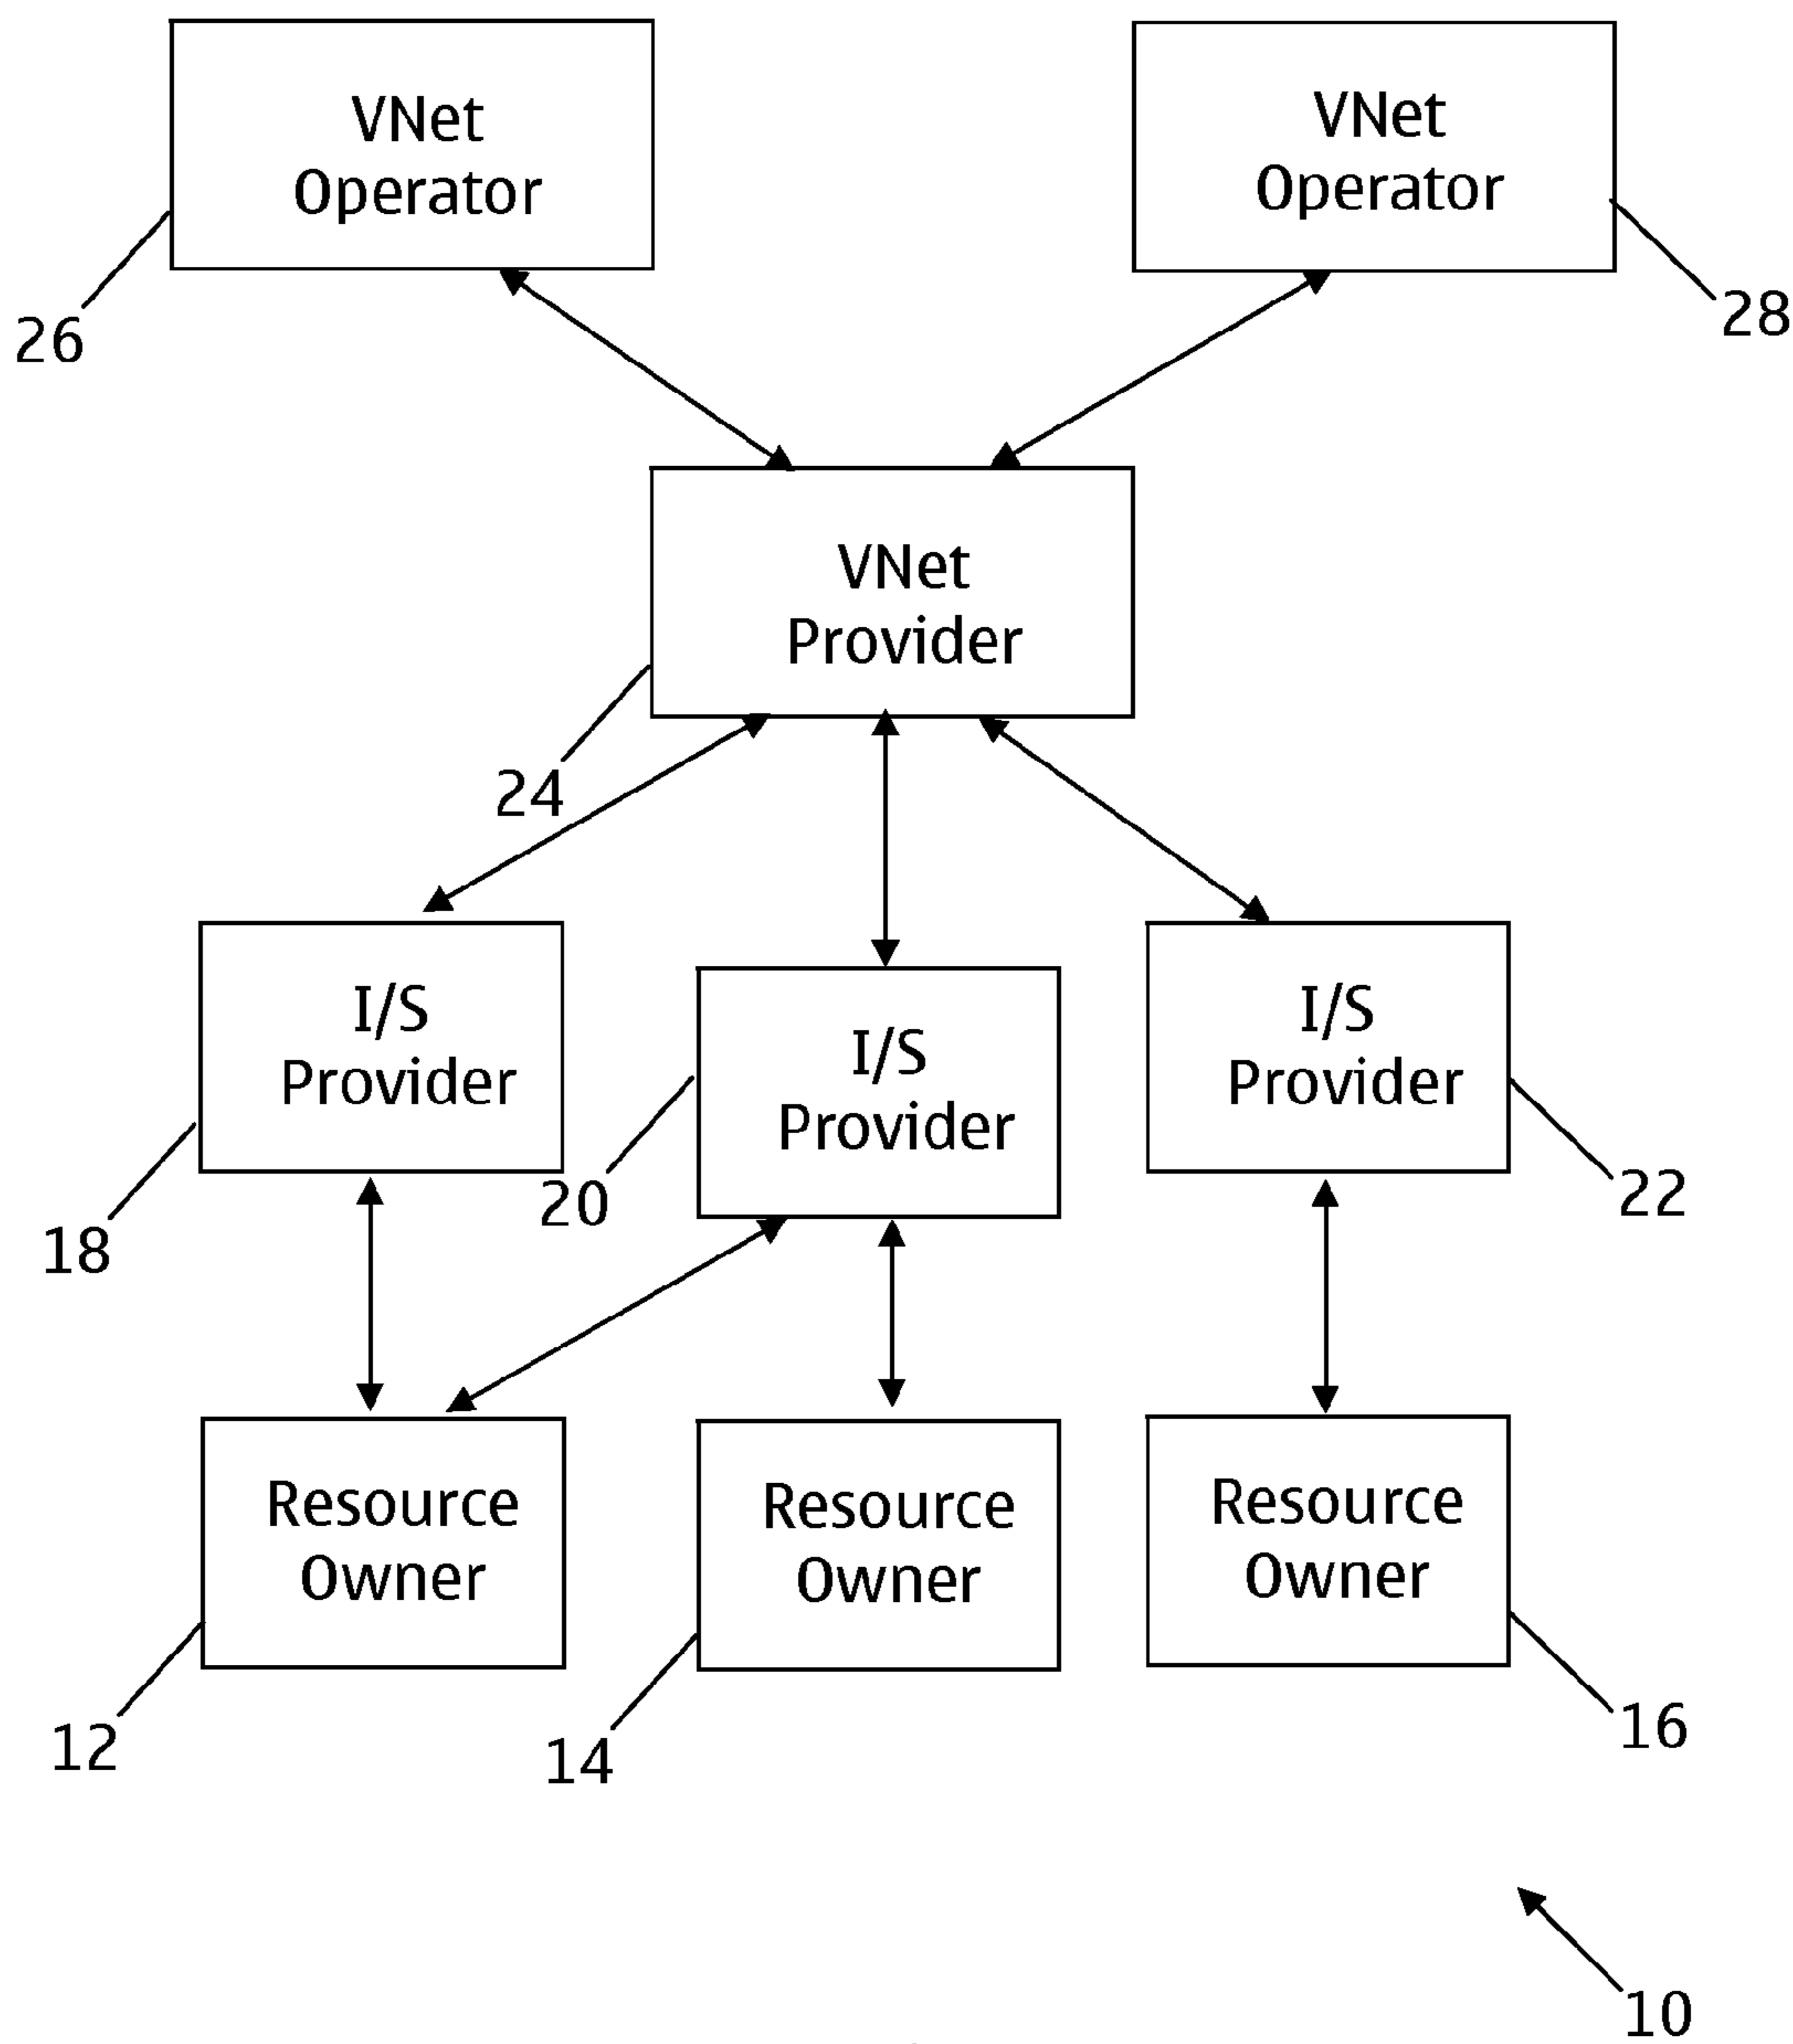 VNet
Operator
VNet
Operator
26
28
VNet
Provider
24
I/S
Provider
I/S
Provider
I/S
Provider
18
20
22
Resource
Owner
Resource
Owner
Resource
Owner
12
14
16
10